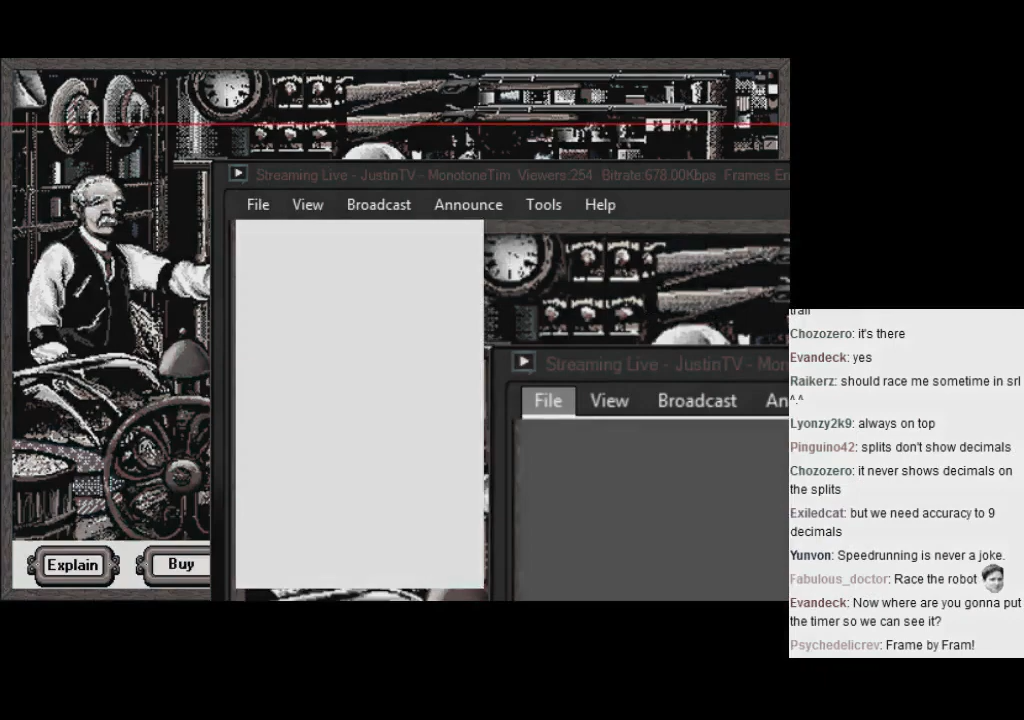 Streaming Live - JustinTV - MonotoneTim Viewers:254 Bitrate:678.00Kbps Frames En
File View Broadcast Announce Tools Help
Streaming Live - JustinTV - Mor
File View Broadcast An
Explain Buy
trail
Chozozero: it's there
Evandeck: yes
Raikerz: should race me sometime in srl
^.^
Lyonzy2k9: always on top
Pinguino42: splits don't show decimals
Chozozero: it never shows decimals on
the splits
Exiledcat: but we need accuracy to 9
decimals
Yunvon: Speedrunning is never a joke.
Fabulous_doctor: Race the robot
Evandeck: Now where are you gonna put
the timer so we can see it?
Psychedelicrev: Frame by Fram!